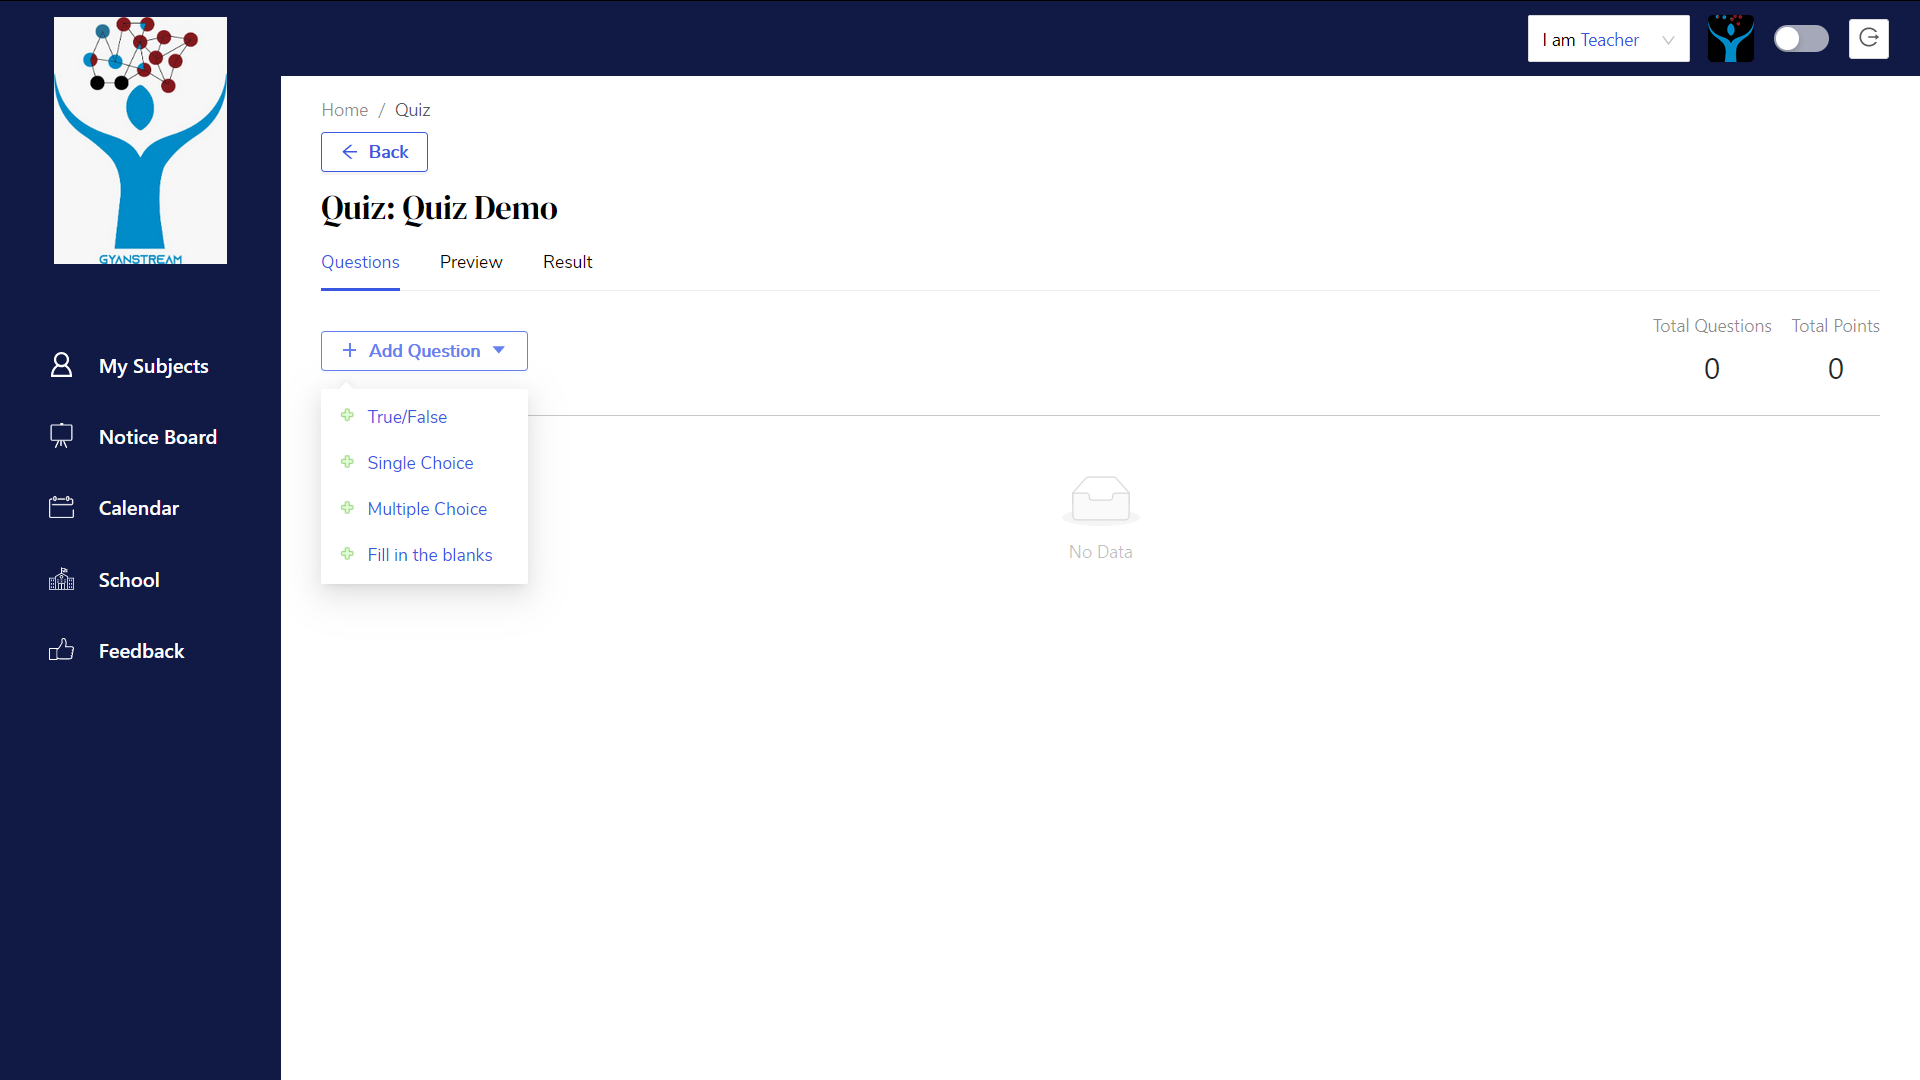 GYANSTREAM
I am Teacher
Home / Quiz
Back
Quiz: Quiz Demo
Questions Preview Result
Add Question
Total Questions Total Points
0 0
True/False
Single Choice
Multiple Choice
Fill in the blanks
No Data
My Subjects
Notice Board
Calendar
School
Feedback